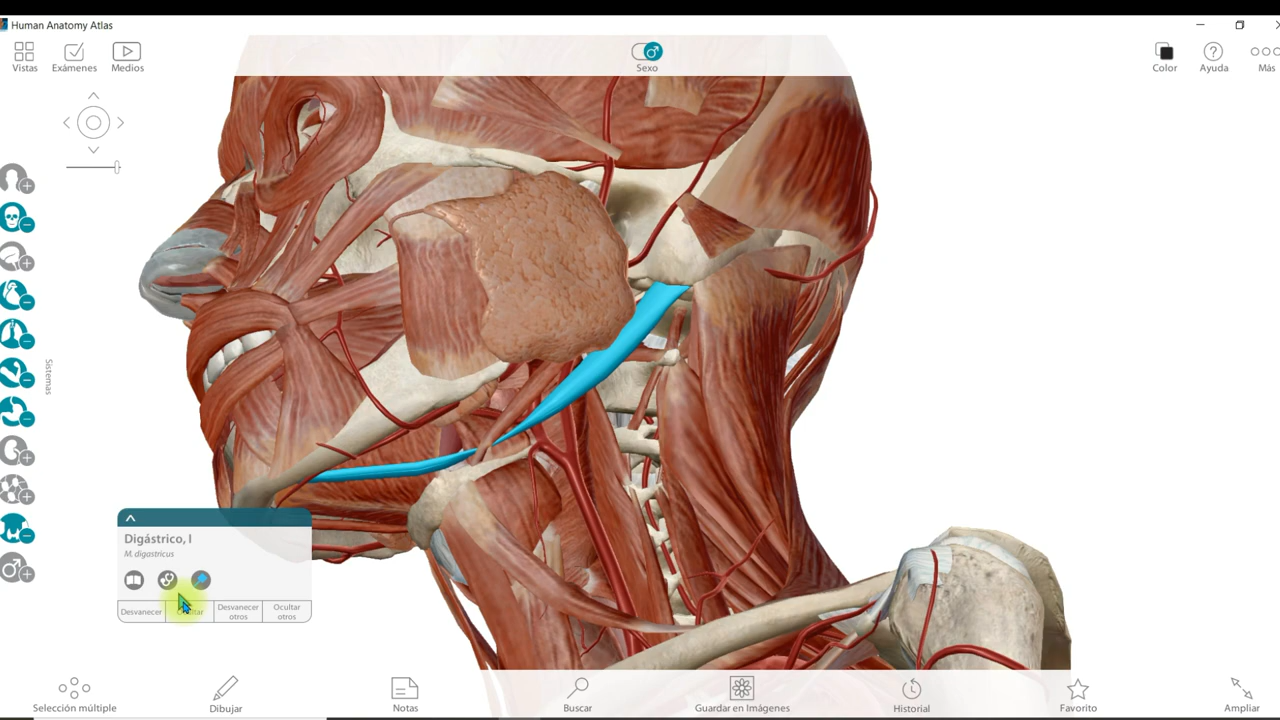 Human Anatomy Atlas
Vistas
Exámenes
Medios
Sexo
Color
Ayuda
Más
Sistemas
Digástrico, I
M. digastricus
Desvanecer
Desvanecer
otros
Ocultar
otros
Selección múltiple
Dibujar
Notas
Buscar
Guardar en Imágenes
Historial
Favorito
Ampliar